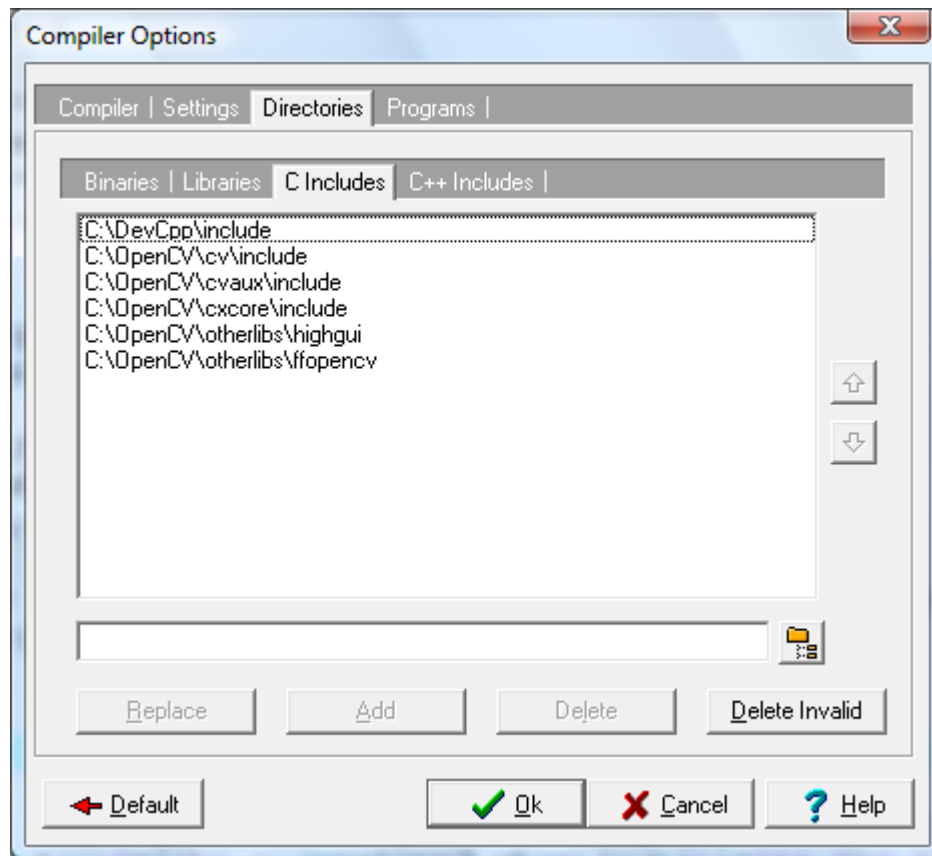 Compiler Options
Compiler | Settings Directories Programs |
Binaries | Libraries C Includes C++ Includes |
C:\DevCpp\include
C:\OpenCV\cv\include
C:\OpenCV\cvaux\include
C:\OpenCV\cxcore\include
C:\OpenCV\otherlibs\highgui
C:\OpenCV\otherlibs\ffopencv
Replace Add Delete Delete Invalid
Default Ok Cancel Help